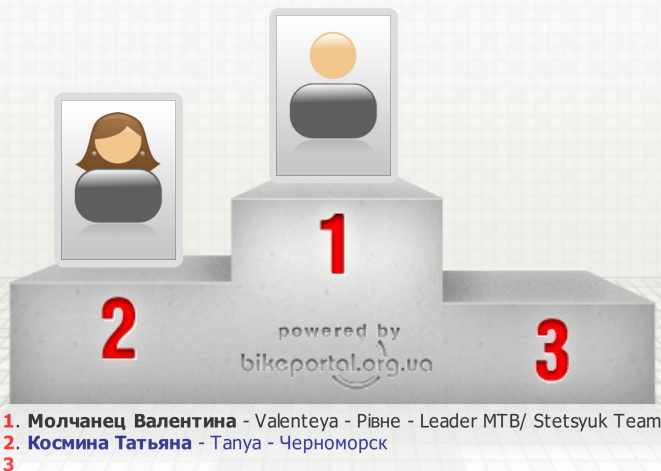 1
2
3
powered by
bikeportal.org.ua
1. Молчанец Валентина - Valenteya - Рівне - Leader MTB/ Stetsyuk Team
2. Космина Татьяна - Tanya - Черноморск
3